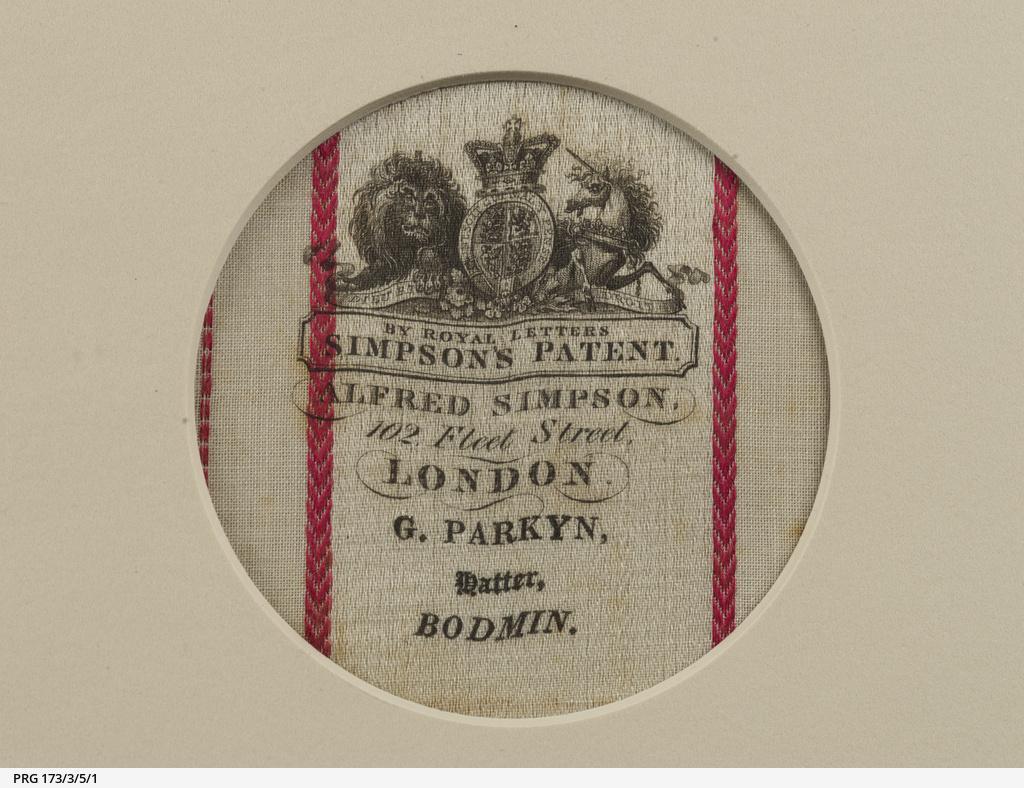 BY ROYAL LETTERS
SIMPSON'S PATENT.
ALFRED SIMPSON,
102, Fleet Street,
LONDON.
G. PARKYN,
Hatter,
BODMIN.
PRG 173/3/5/1